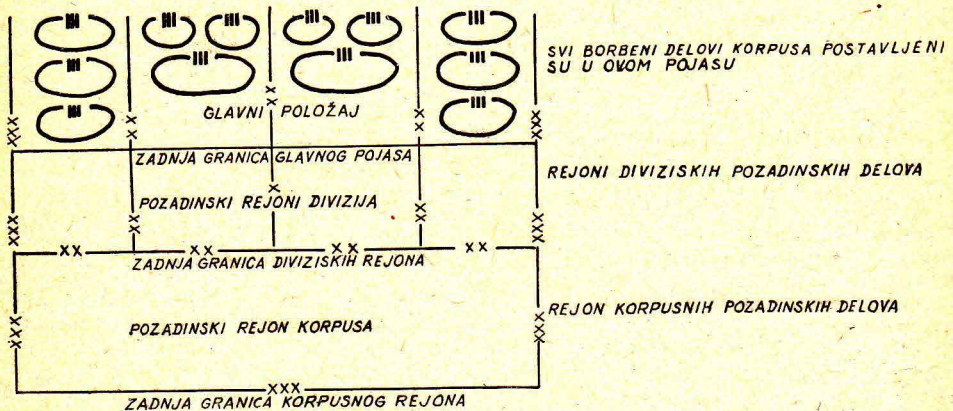 SVI BORBENI DELOVI KORPUSA POSTAVLJENI
SU U OVOM POJASU
GLAVNI POLOŽAJ
ZADNJA GRANICA GLAVNOG POJASA
REJONI DIVIZISKIH POZADINSKIH DELOVA
POZADINSKI REJONI DIVIZIJA
ZADNJA GRANICA DIVIZISKIH REJONA
REJON KORPUSNIH POZADINSKIH DELOVA
POZADINSKI REJON KORPUSA
XXX
ZADNJA GRANICA KORPUSNOG REJONA